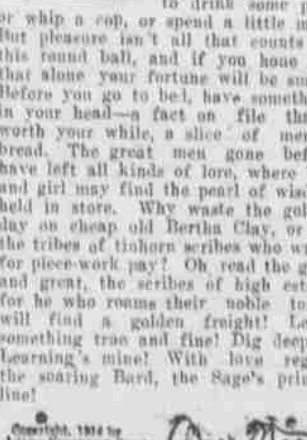 to drink some p
or whip a cop, or spend a little
But pleasure isn't all that counts
this round ball, and if you hone
that alone your fortune will be
Before you go to bed, have someth
in your head—a fact on file th
worth your while, a slice of
bread. The great men gone bef
have left all kinds of lore, where
and girl may find the pearl of wis
held in store. Why waste the gol
day on cheap old Bertha Clay, or
the tribes of tinhorn scribes who w
for piece-work pay? Oh read the
and great, the scribes of high est
for he who roams their noble to
will find a golden freight! Le
something true and fine! Dig deep
Learning's mine! With love reg
the soaring Bard, the Sage's prin
line!
Copyright, 1914 by